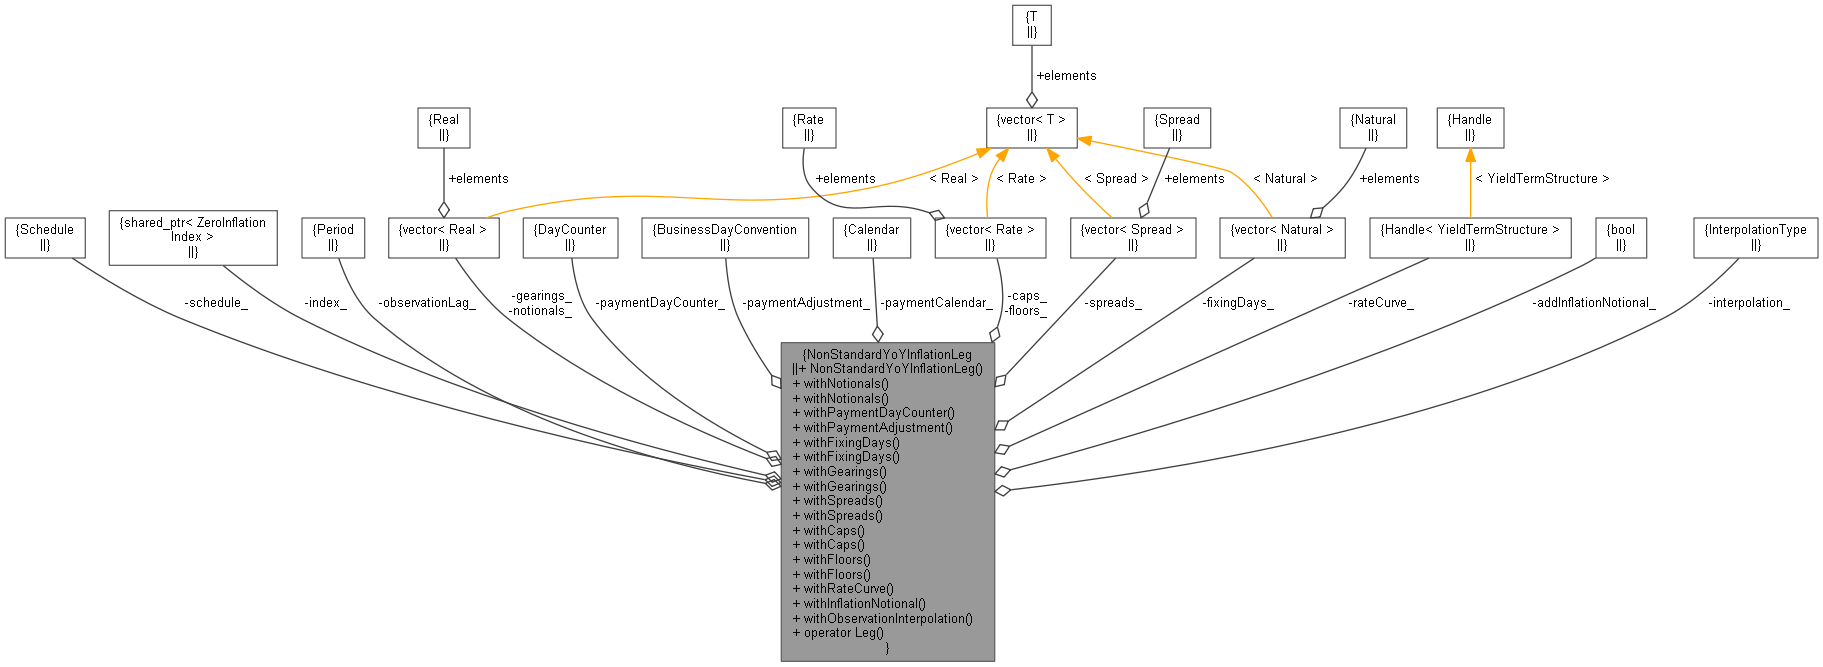 {T
||}
+elements
{Real
||}
{Rate
||}
{vector< T >
||}
{Spread
||}
{Natural
||}
{Handle
||}
+elements
+elements
< Real >
< Rate >
< Spread >
+elements
< Natural >
+elements
< YieldTermStructure >
{Schedule
||}
{shared_ptr< ZeroInflation
Index >
||}
{Period
||}
{vector< Real >
||}
{DayCounter
||}
{BusinessDayConvention
||}
{Calendar
||}
{vector< Rate >
||}
{vector< Spread >
||}
{vector< Natural >
||}
{Handle< YieldTermStructure >
||}
{bool
||}
{InterpolationType
||}
-schedule_
-index_
-observationLag_
-gearings_
-notionals_
-paymentDayCounter_
-paymentAdjustment_
-paymentCalendar_
-caps_
-floors_
-spreads_
-fixingDays_
-rateCurve_
-addInflationNotional_
-interpolation_
{NonStandardYoYInflationLeg
||+ NonStandardYoYInflationLeg()
+ withNotionals()
+ withNotionals()
+ withPaymentDayCounter()
+ withPaymentAdjustment()
+ withFixingDays()
+ withFixingDays()
+ withGearings()
+ withGearings()
+ withSpreads()
+ withSpreads()
+ withCaps()
+ withCaps()
+ withFloors()
+ withFloors()
+ withRateCurve()
+ withInflationNotional()
+ withObservationInterpolation()
+ operator Leg()
}